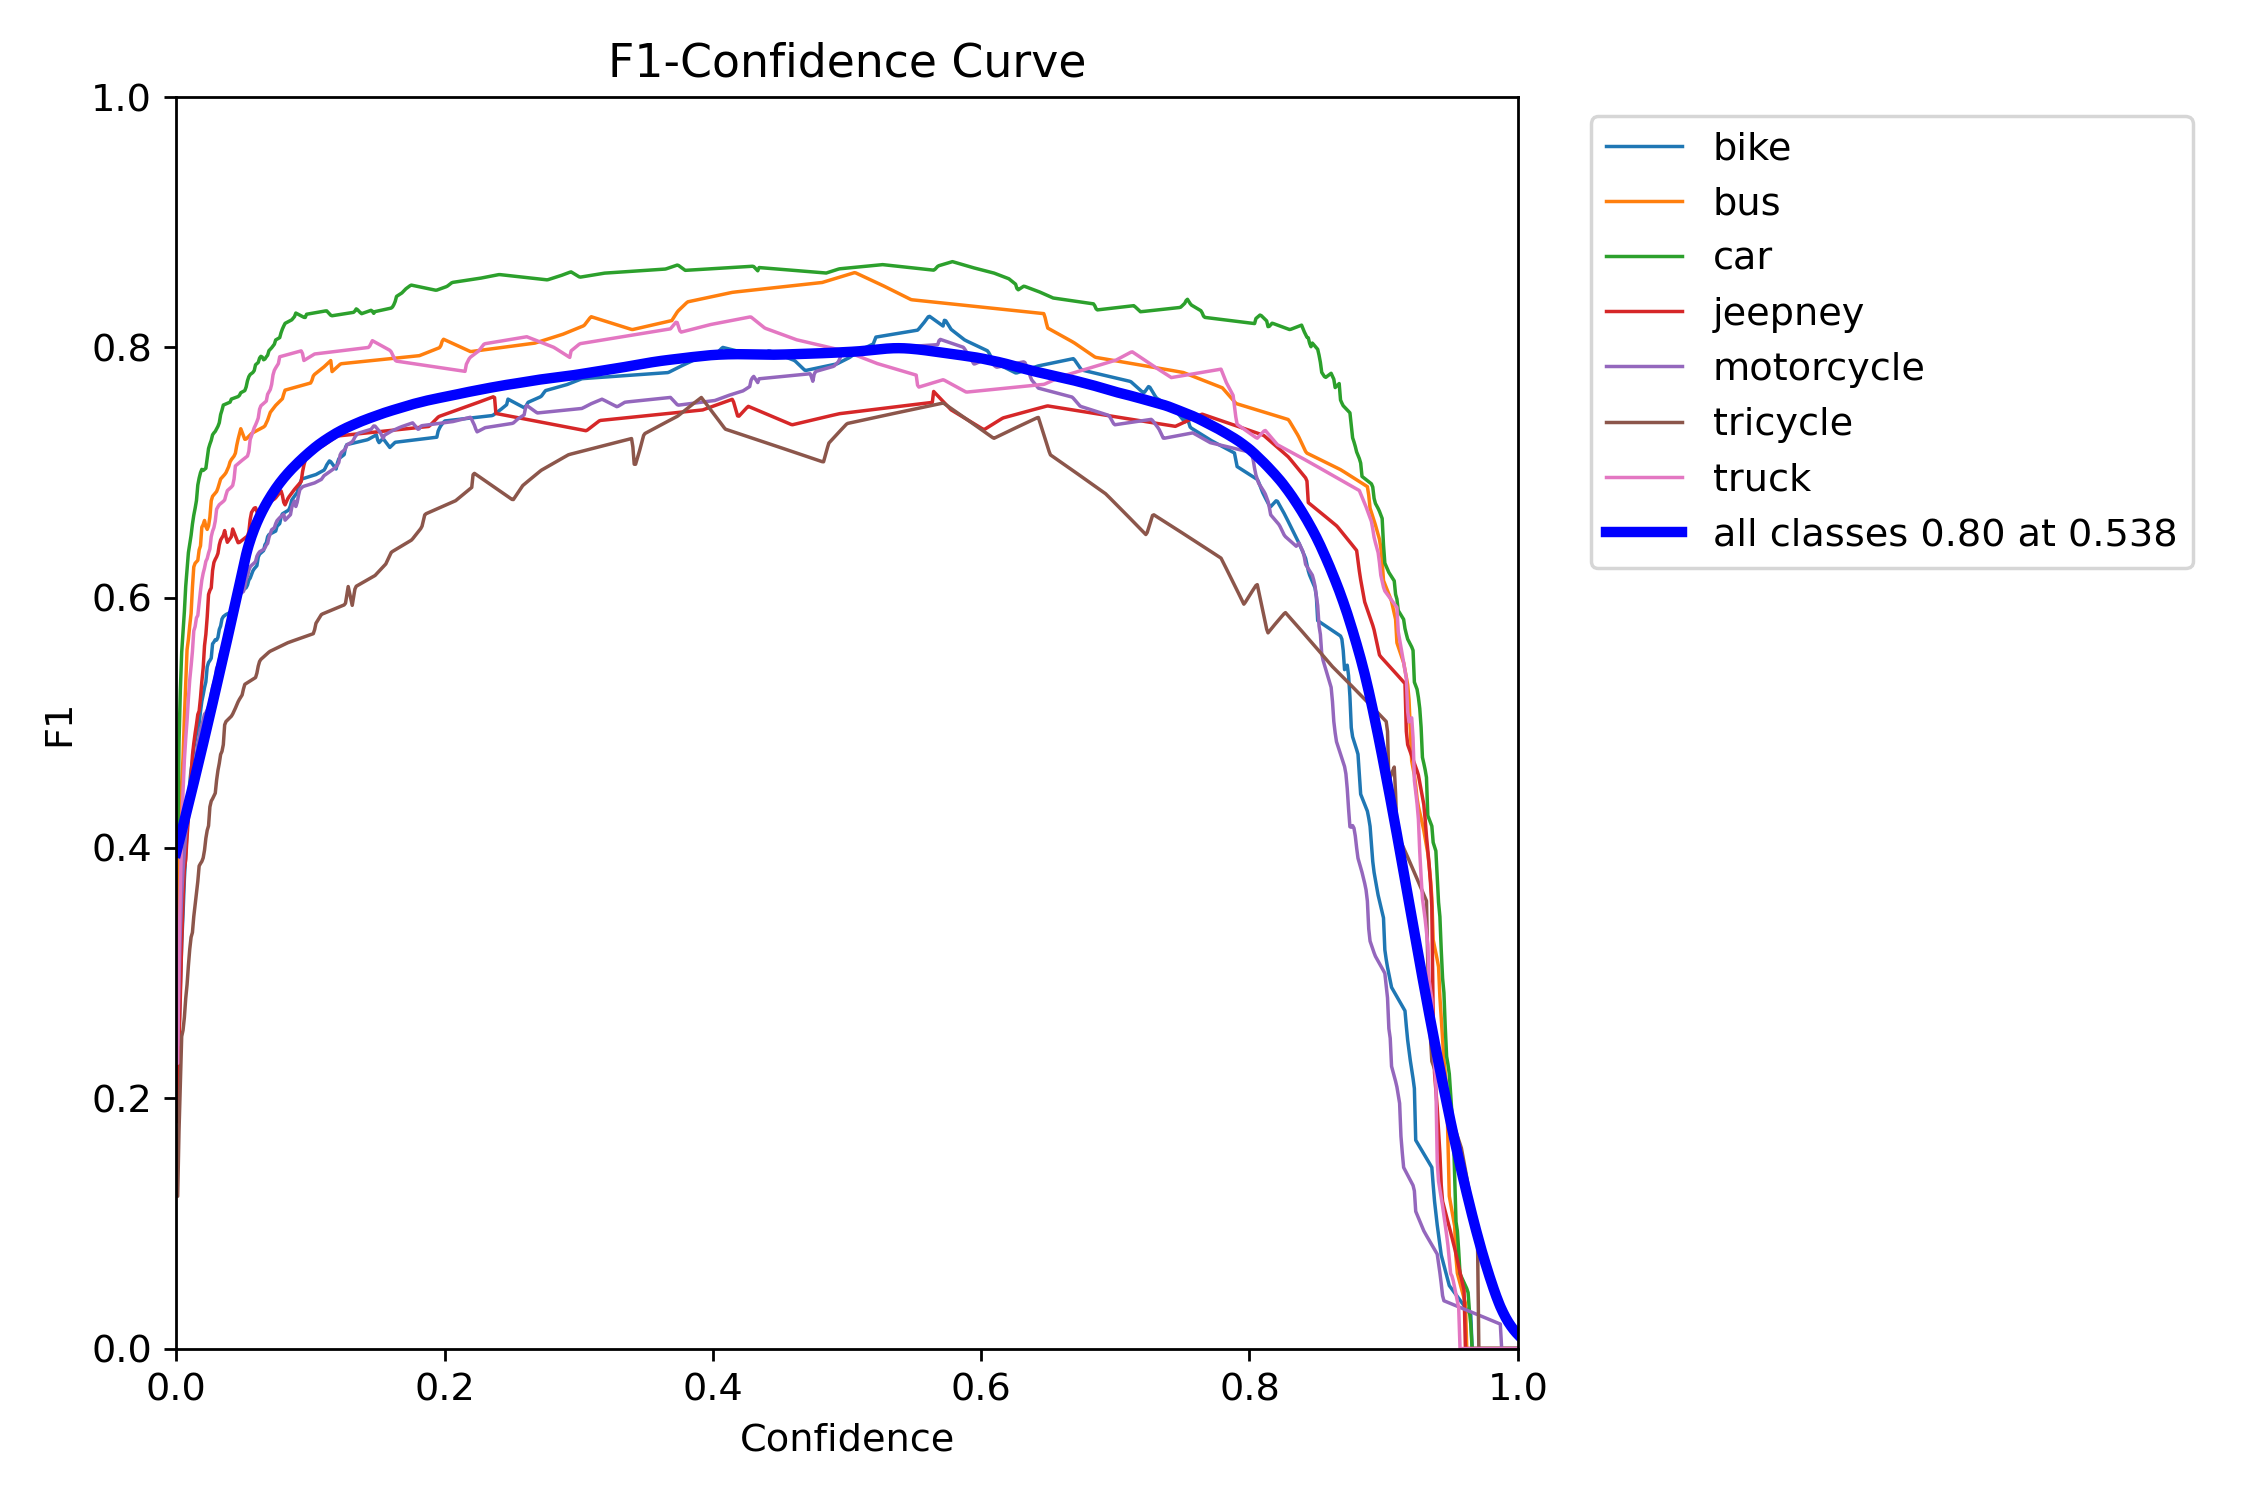 F1-Confidence Curve
1.0
0.8
0.6
0.4
0.2
0.0
F1
0.0 0.2 0.4 0.6 0.8 1.0
Confidence
bike
bus
car
jeepney
motorcycle
tricycle
truck
all classes 0.80 at 0.538